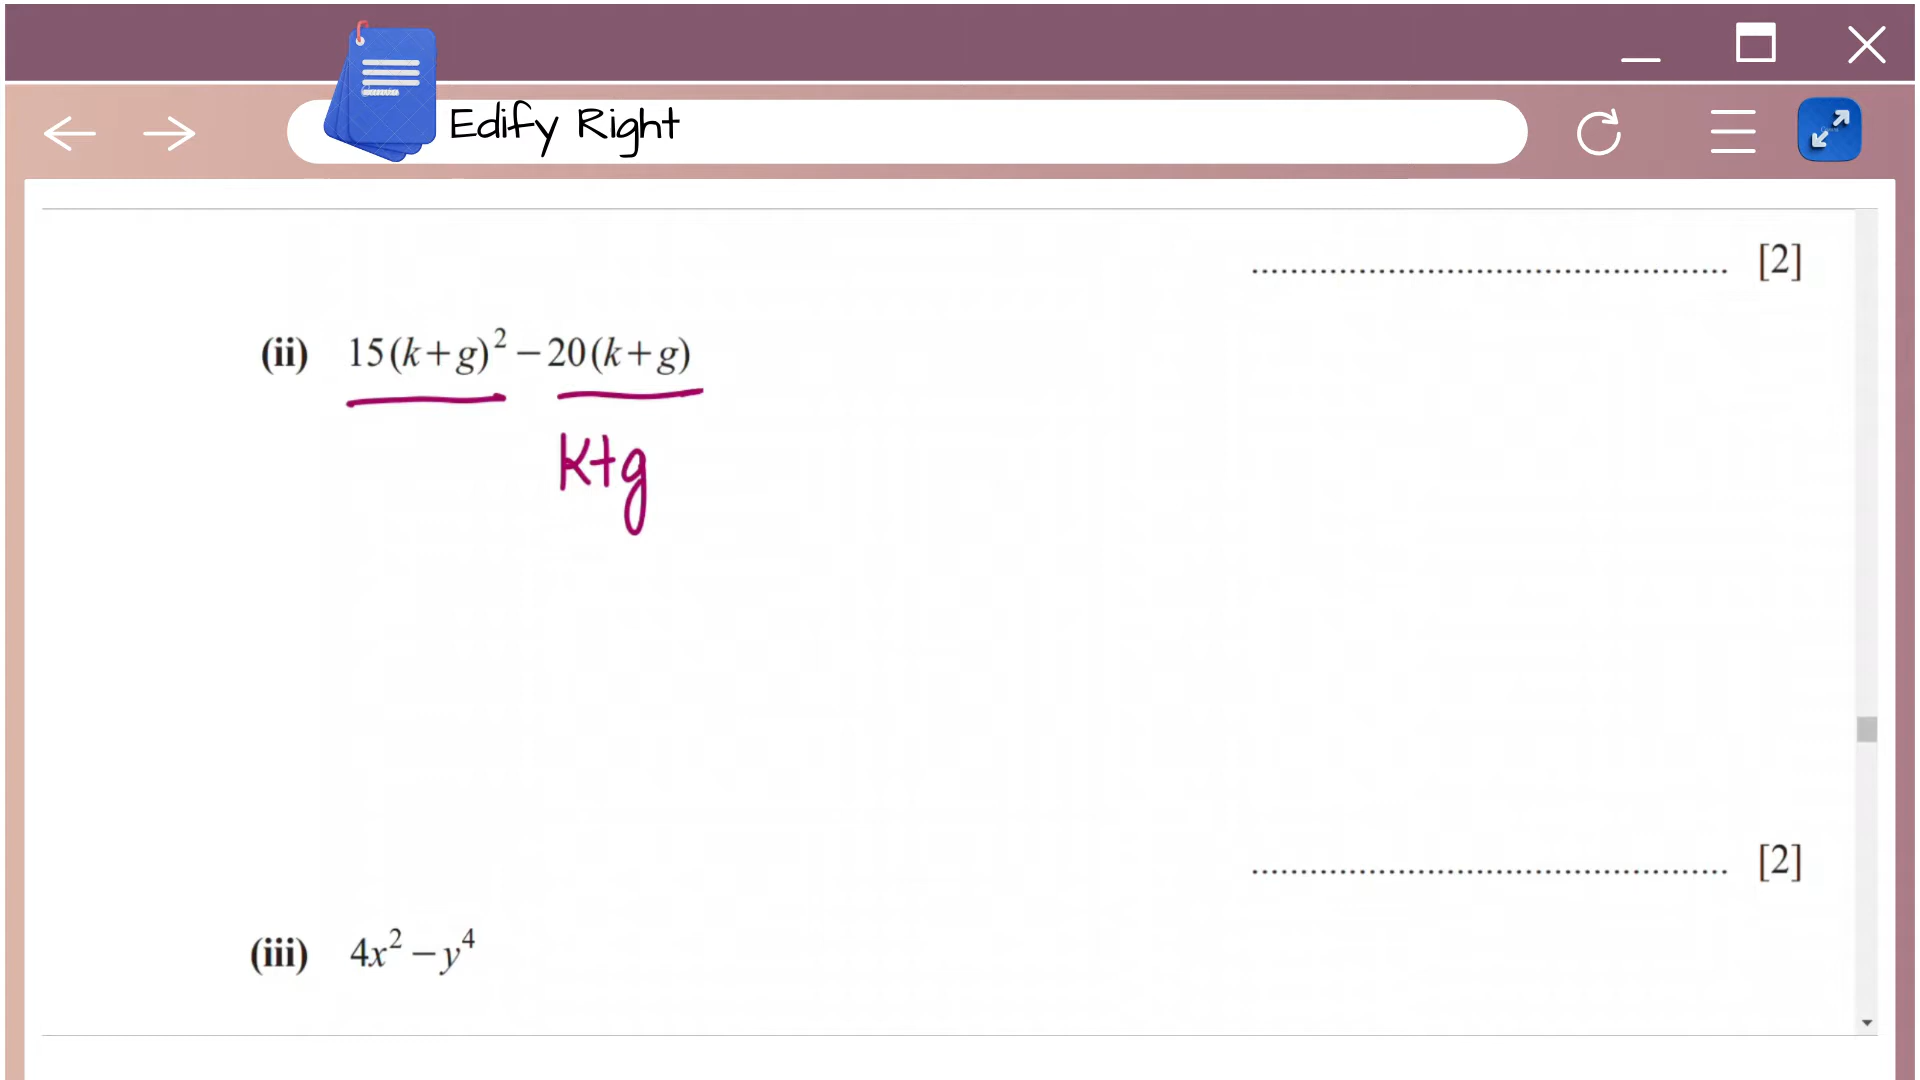 Edify Right
.................................................. [2]
(ii) 15(k+g)² − 20(k+g)
k+g
.................................................. [2]
(iii) 4x² − y⁴